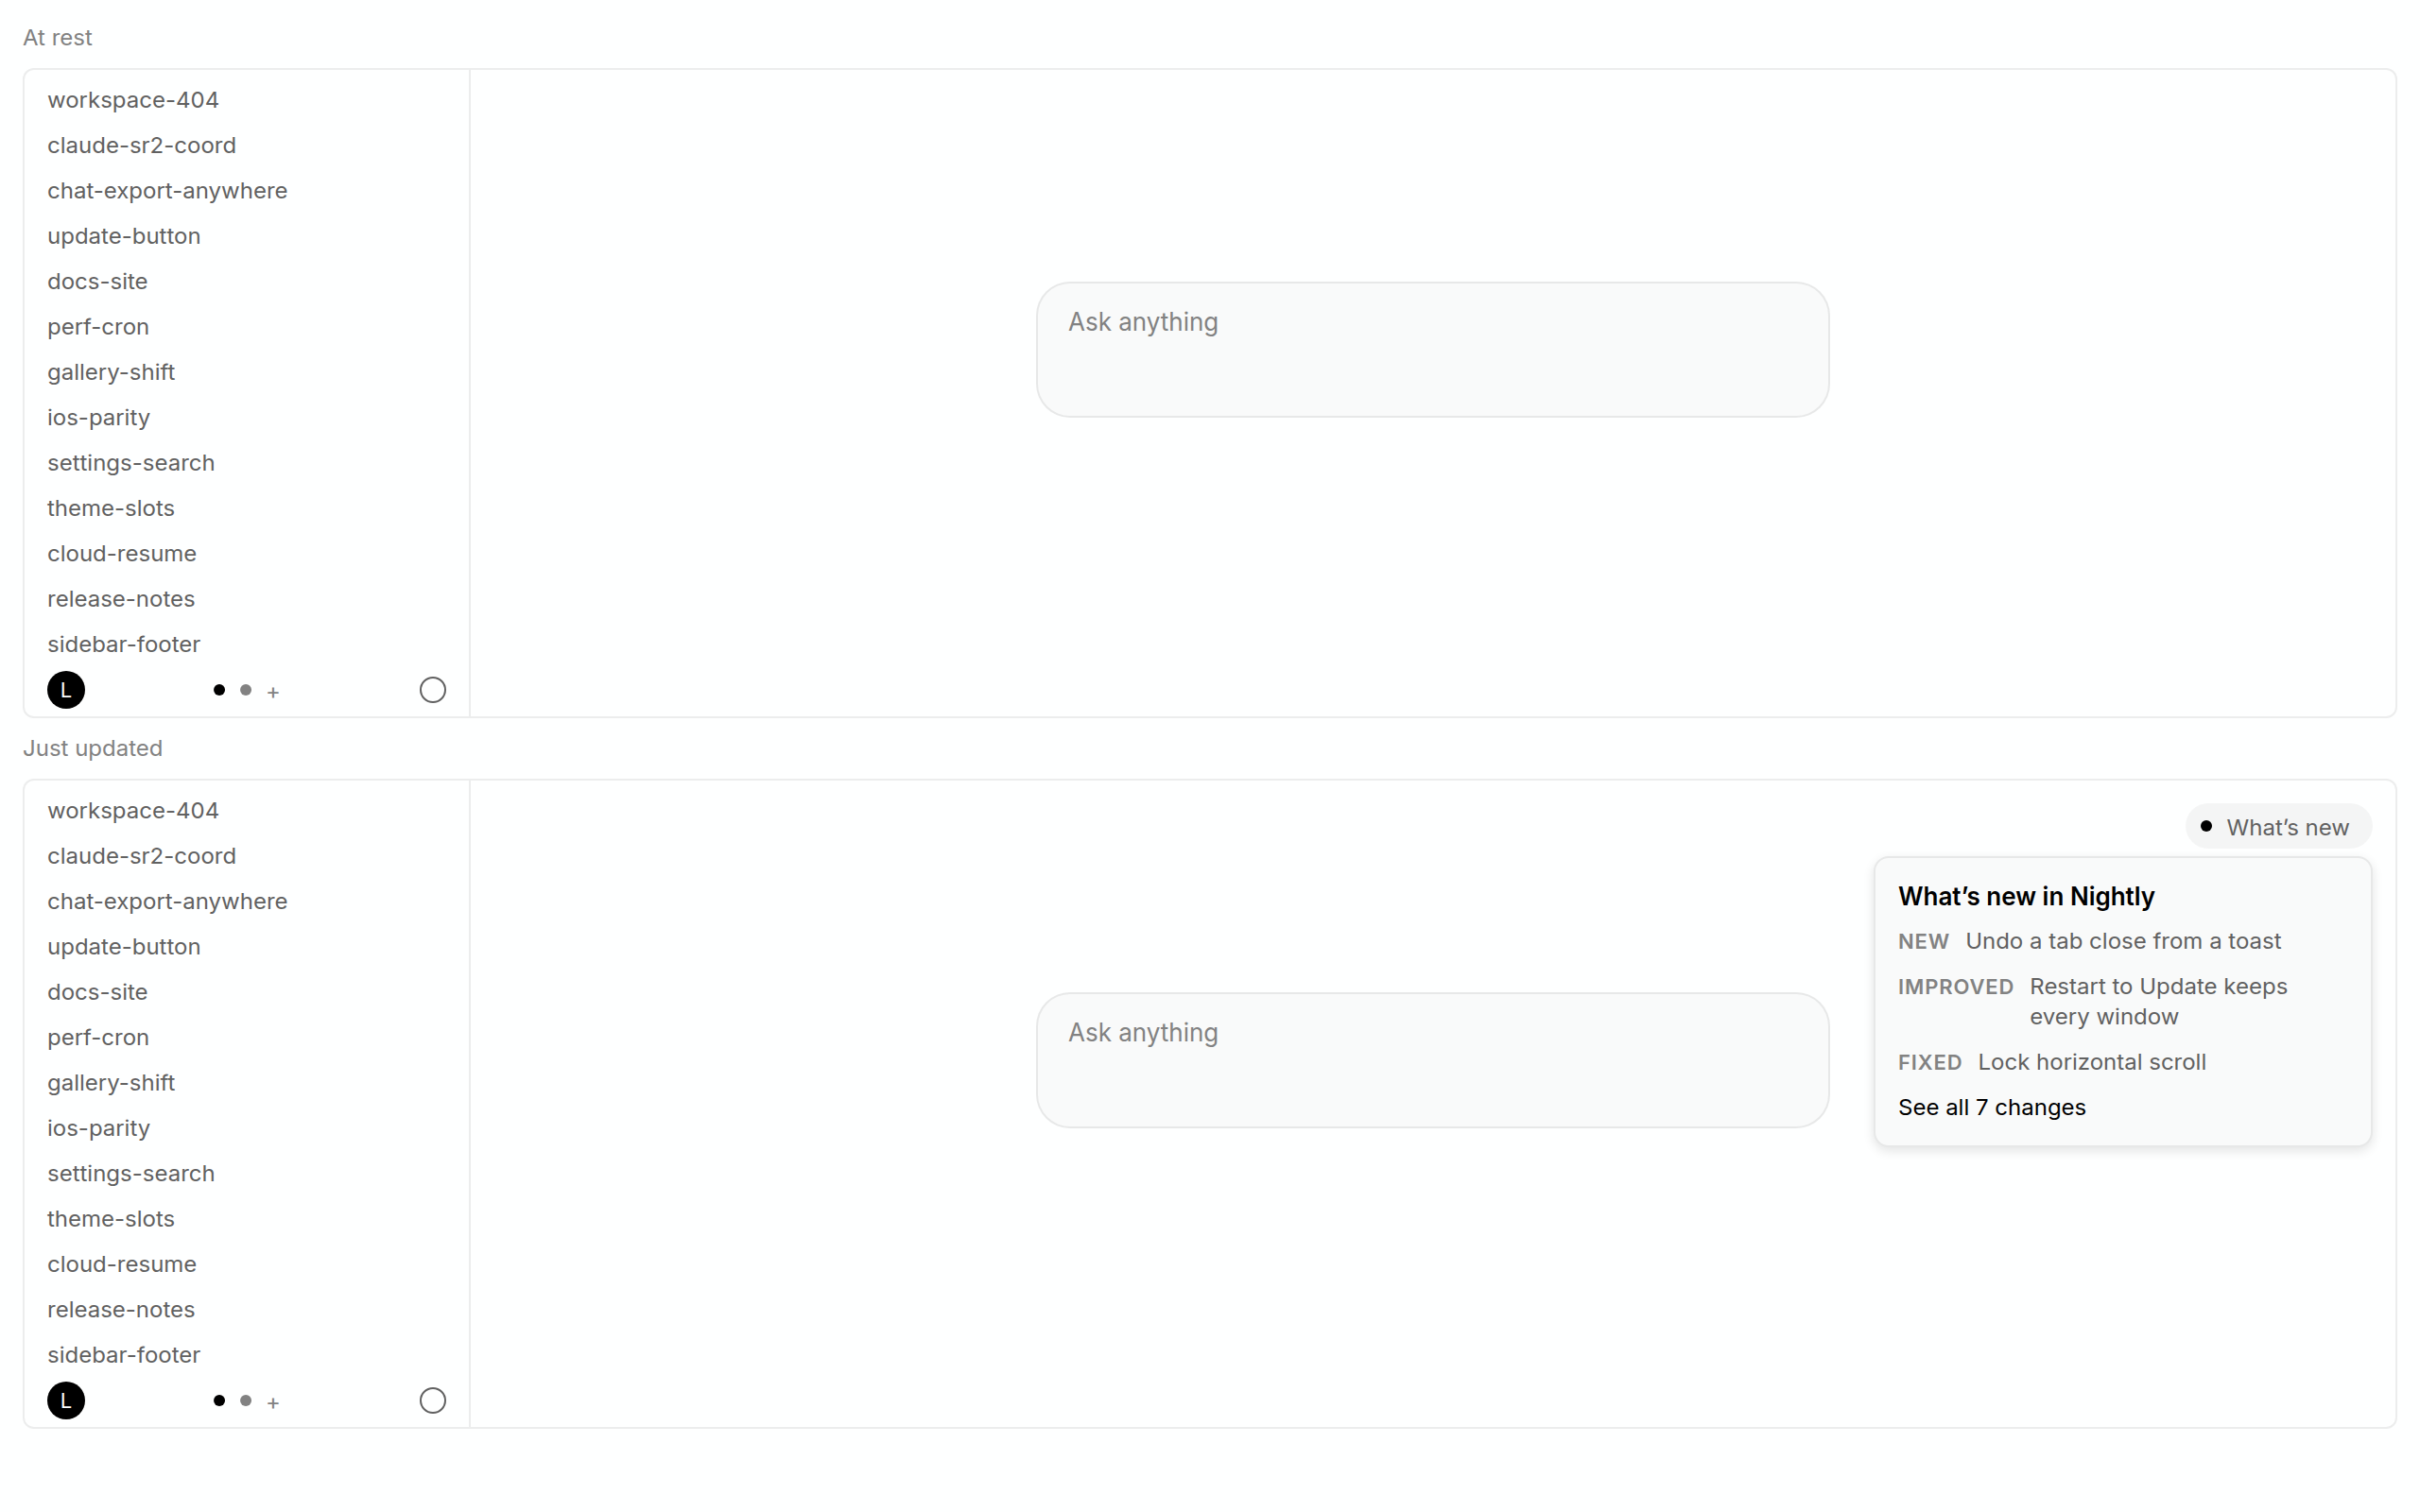 At rest
workspace-404
claude-sr2-coord
chat-export-anywhere
update-button
docs-site
perf-cron
gallery-shift
ios-parity
settings-search
theme-slots
cloud-resume
release-notes
sidebar-footer
L
+
Ask anything
Just updated
workspace-404
claude-sr2-coord
chat-export-anywhere
update-button
docs-site
perf-cron
gallery-shift
ios-parity
settings-search
theme-slots
cloud-resume
release-notes
sidebar-footer
L
+
Ask anything
What’s new
What’s new in Nightly
NEW Undo a tab close from a toast
IMPROVED Restart to Update keeps
every window
FIXED Lock horizontal scroll
See all 7 changes